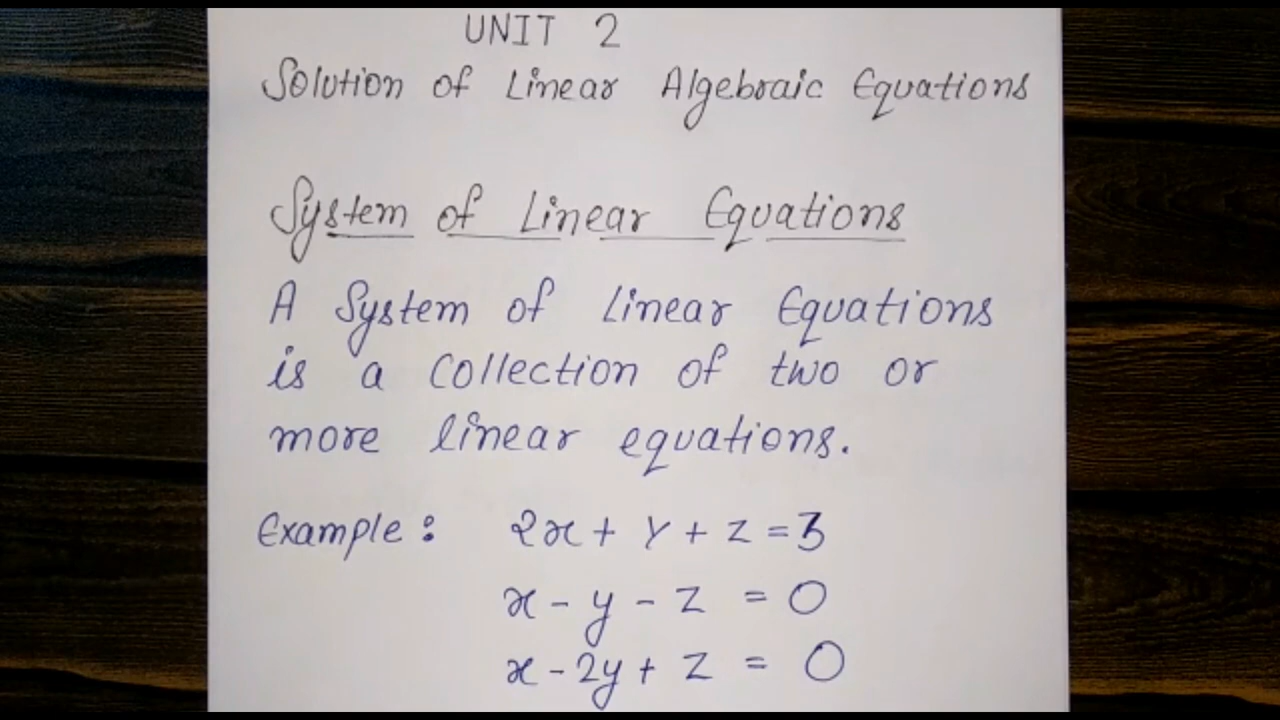 UNIT 2
Solution of Linear Algebraic Equations
System of Linear Equations
A System of Linear Equations
is a collection of two or
more linear equations.
Example: 2x + y + z = 3
x - y - z = 0
x - 2y + z = 0